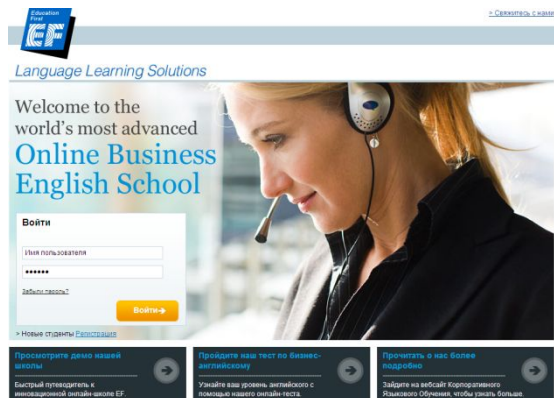 Education
First
EF
> Свяжитесь с нами
Language Learning Solutions
Welcome to the
world's most advanced
Online Business
English School
Войти
Имя пользователя
••••••
Забыли пароль?
Войти
> Новые студенты Регистрация
Просмотрите демо нашей
школы
Быстрый путеводитель к
инновационной онлайн-школе EF.
Пройдите наш тест по бизнес-
английскому
Узнайте ваш уровень английского с
помощью нашего онлайн-теста.
Прочитать о нас более
подробно
Зайдите на вебсайт Корпоративного
Языкового Обучения, чтобы узнать больше.